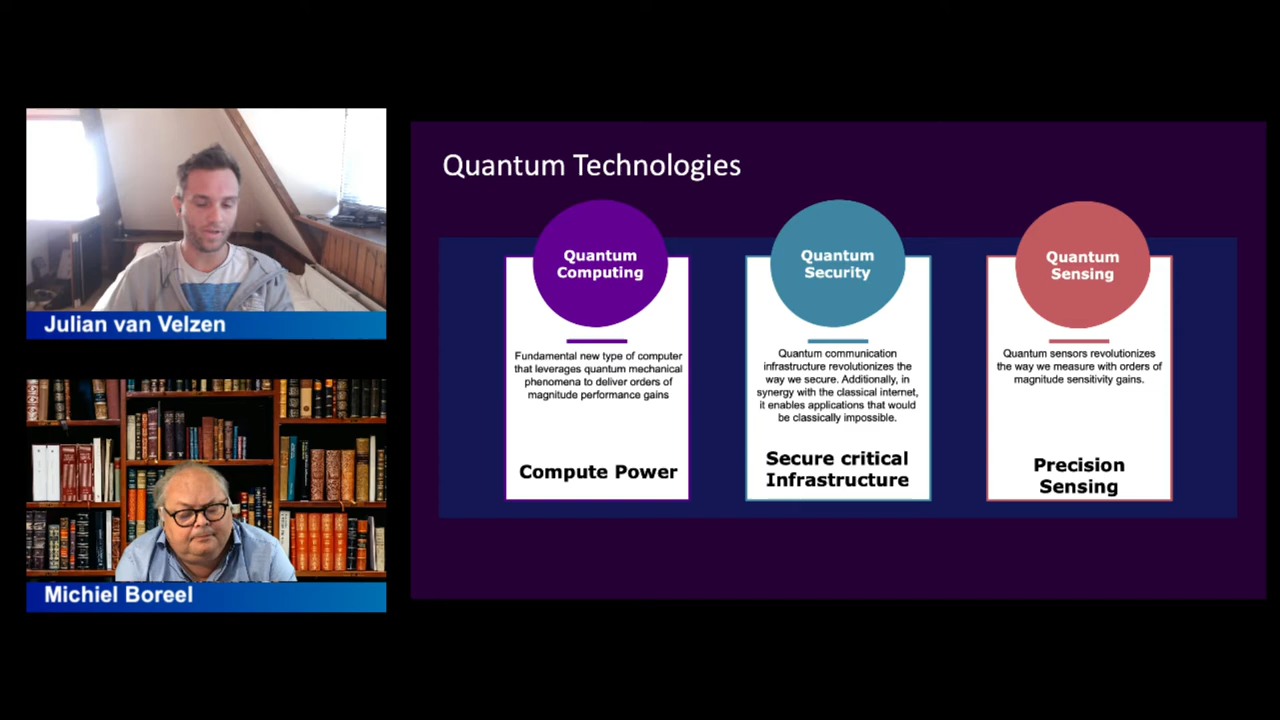 Julian van Velzen
Michiel Boreel
Quantum Technologies
Quantum
Computing
Fundamental new type of computer
that leverages quantum mechanical
phenomena to deliver orders of
magnitude performance gains
Compute Power
Quantum
Security
Quantum communication
infrastructure revolutionizes the
way we secure. Additionally, in
synergy with the classical internet,
it enables applications that would
be classically impossible.
Secure critical
Infrastructure
Quantum
Sensing
Quantum sensors revolutionizes
the way we measure with orders of
magnitude sensitivity gains.
Precision
Sensing